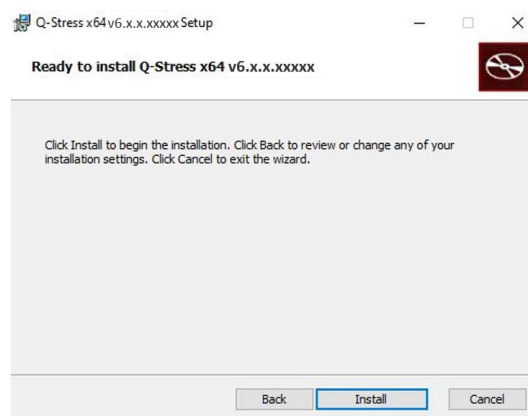 Q-Stress x64 v6.x.x.xxxxx Setup
Ready to install Q-Stress x64 v6.x.x.xxxxx
Click Install to begin the installation. Click Back to review or change any of your
installation settings. Click Cancel to exit the wizard.
Back Install Cancel